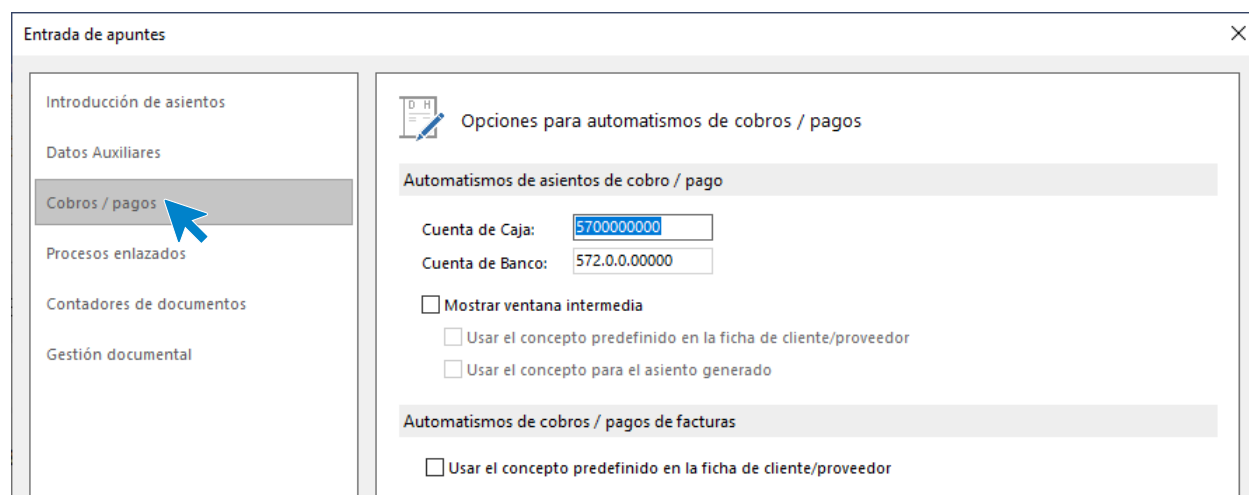 Entrada de apuntes
Introducción de asientos
Datos Auxiliares
Cobros / pagos
Procesos enlazados
Contadores de documentos
Gestión documental
D H
Opciones para automatismos de cobros / pagos
Automatismos de asientos de cobro / pago
Cuenta de Caja: 5700000000
Cuenta de Banco: 572.0.0.00000
Mostrar ventana intermedia
Usar el concepto predefinido en la ficha de cliente/proveedor
Usar el concepto para el asiento generado
Automatismos de cobros / pagos de facturas
Usar el concepto predefinido en la ficha de cliente/proveedor